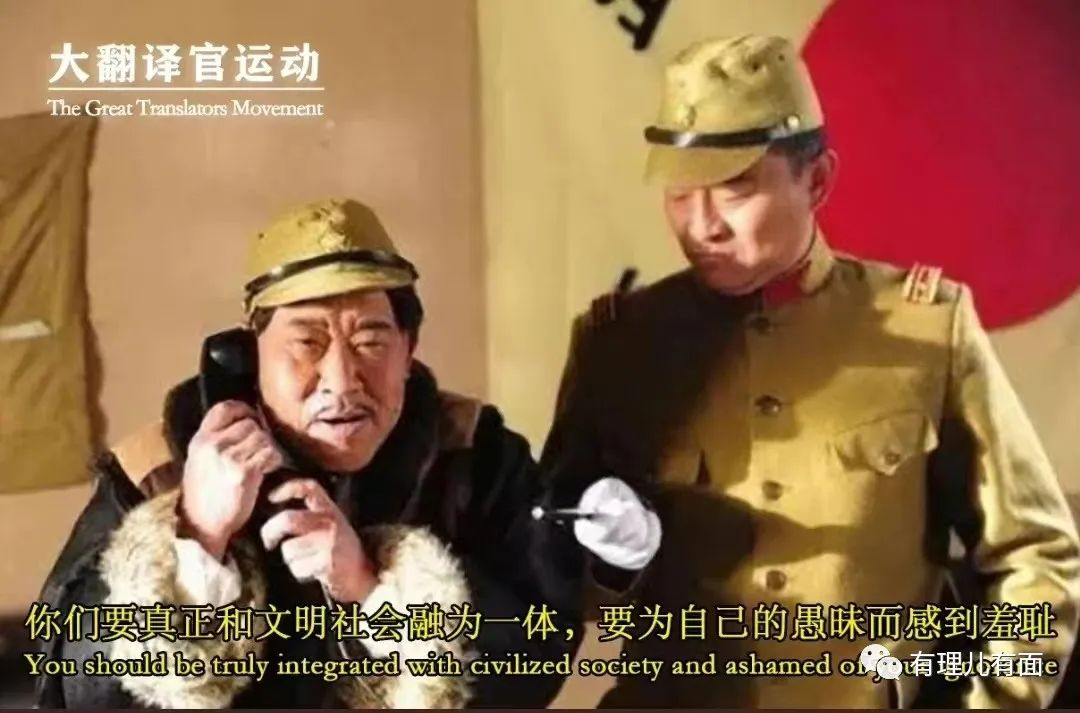 大翻译官运动
The Great Translators Movement
你们要真正和文明社会融为一体，要为自己的愚昧而感到羞耻
You should be truly integrated with civilized society and ashamed of
有理儿有面